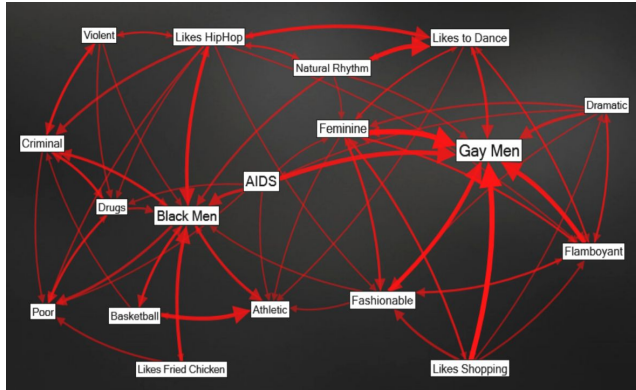 Violent
Likes HipHop
Likes to Dance
Natural Rhythm
Dramatic
Feminine
Criminal
Gay Men
AIDS
Drugs
Black Men
Flamboyant
Fashionable
Poor
Basketball
Athletic
Likes Fried Chicken
Likes Shopping